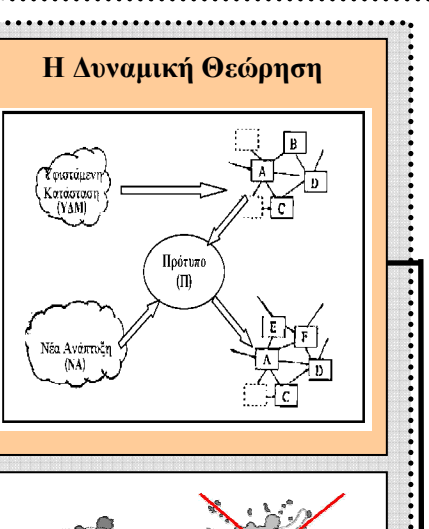 Η Δυναμική Θεώρηση
Υφιστάμενη
Κατάσταση
(ΥΔΜ)
B
A
D
C
Πρότυπο
(Π)
Νέα Ανάπτυξη
(ΝΑ)
E
F
A
D
C